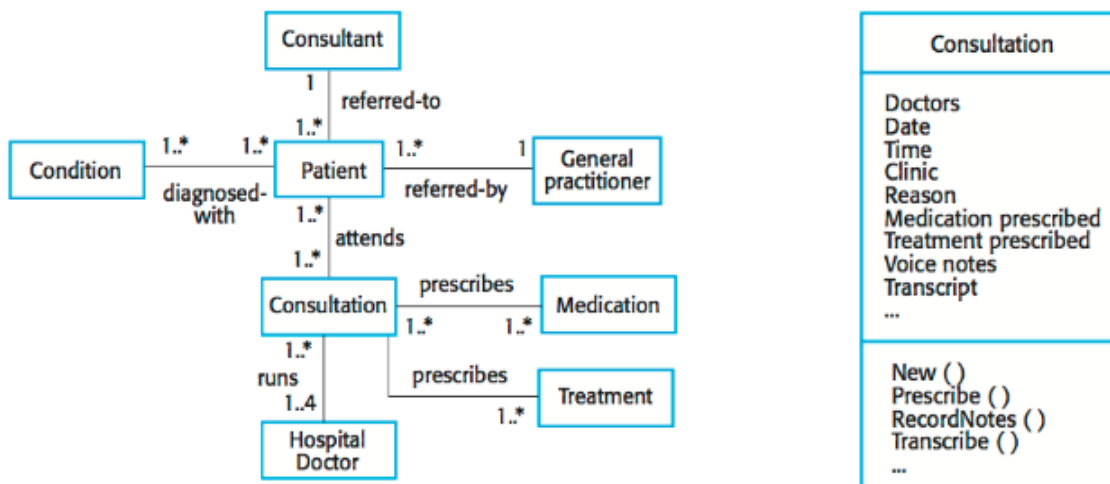 Consultant
1
referred-to
1..*
Condition
1..*
1..*
diagnosed-
with
Patient
1..*
1
referred-by
General
practitioner
1..*
attends
1..*
Consultation
prescribes
1..*
1..*
Medication
1..*
runs
1..4
prescribes
1..*
Treatment
Hospital
Doctor
Consultation
Doctors
Date
Time
Clinic
Reason
Medication prescribed
Treatment prescribed
Voice notes
Transcript
...
New ( )
Prescribe ( )
RecordNotes ( )
Transcribe ( )
...